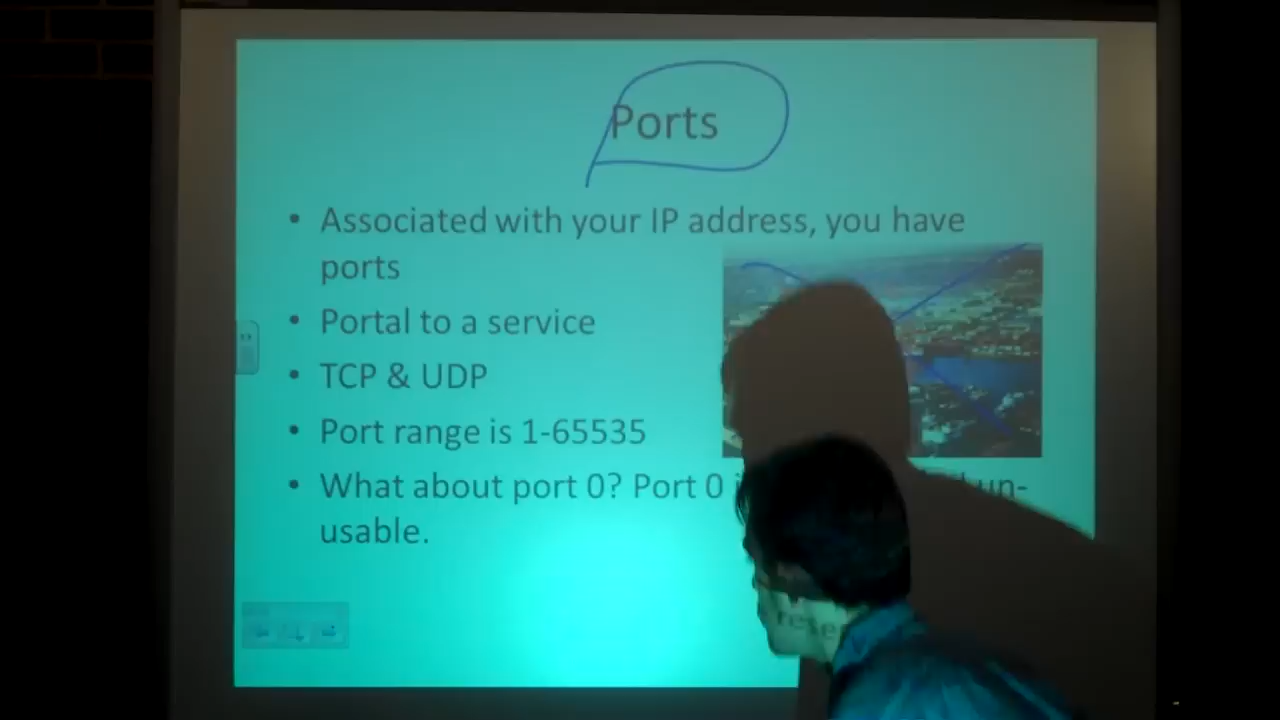 Ports
• Associated with your IP address, you have
ports
• Portal to a service
• TCP & UDP
• Port range is 1-65535
• What about port 0? Port 0 un-
usable.
rese